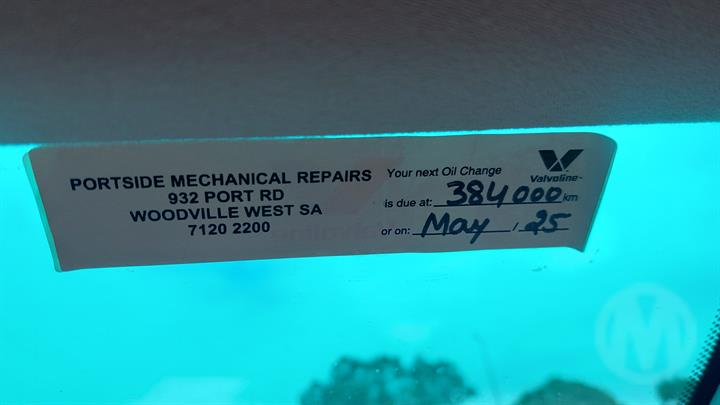 PORTSIDE MECHANICAL REPAIRS
932 PORT RD
WOODVILLE WEST SA
7120 2200
Your next Oil Change
is due at: 384000 km
or on: May / 25
Valvoline™
M